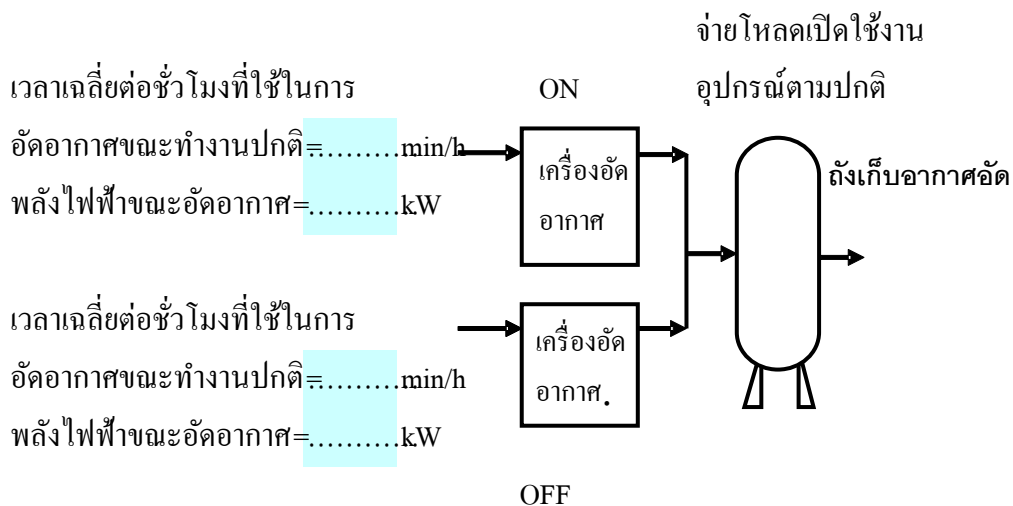 จ่ายโหลดเปิดใช้งาน
อุปกรณ์ตามปกติ
เวลาเฉลี่ยต่อชั่วโมงที่ใช้ในการ
อัดอากาศขณะทำงานปกติ=...........min/h
พลังไฟฟ้าขณะอัดอากาศ=...........kW
ON
เครื่องอัด
อากาศ
ถังเก็บอากาศอัด
เวลาเฉลี่ยต่อชั่วโมงที่ใช้ในการ
อัดอากาศขณะทำงานปกติ=...........min/h
พลังไฟฟ้าขณะอัดอากาศ=...........kW
เครื่องอัด
อากาศ.
OFF